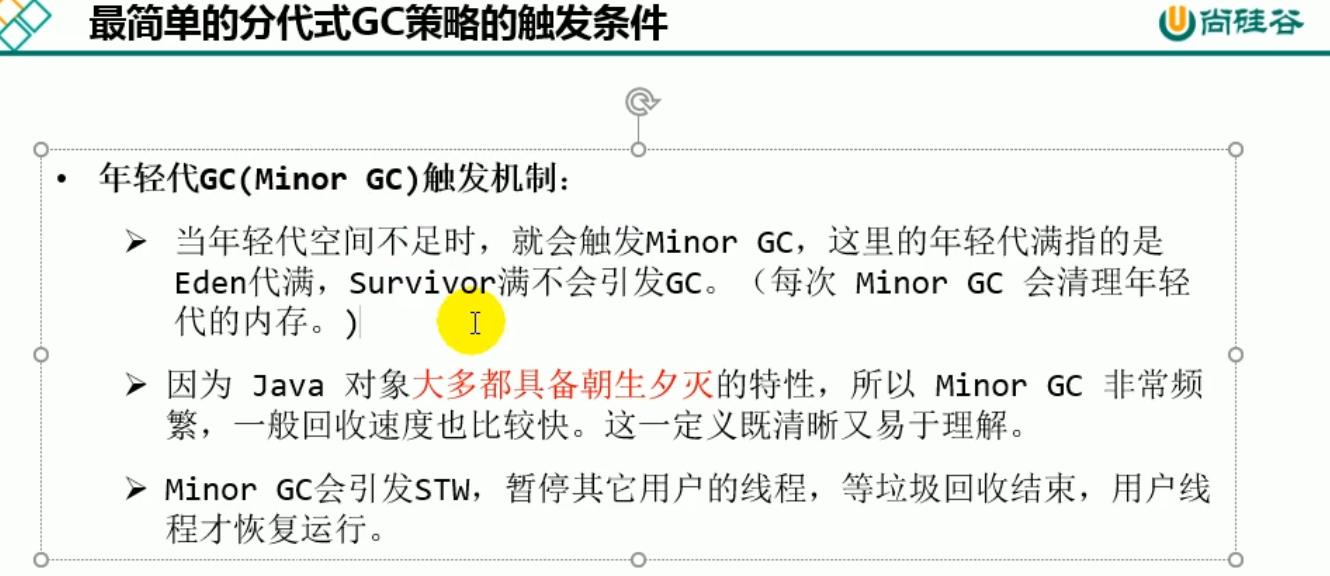 最简单的分代式GC策略的触发条件
尚硅谷
• 年轻代GC(Minor GC)触发机制：
➢ 当年轻代空间不足时，就会触发Minor GC，这里的年轻代满指的是
Eden代满，Survivor满不会引发GC。（每次 Minor GC 会清理年轻
代的内存。)
➢ 因为 Java 对象大多都具备朝生夕灭的特性，所以 Minor GC 非常频
繁，一般回收速度也比较快。这一定义既清晰又易于理解。
➢ Minor GC会引发STW，暂停其它用户的线程，等垃圾回收结束，用户线
程才恢复运行。